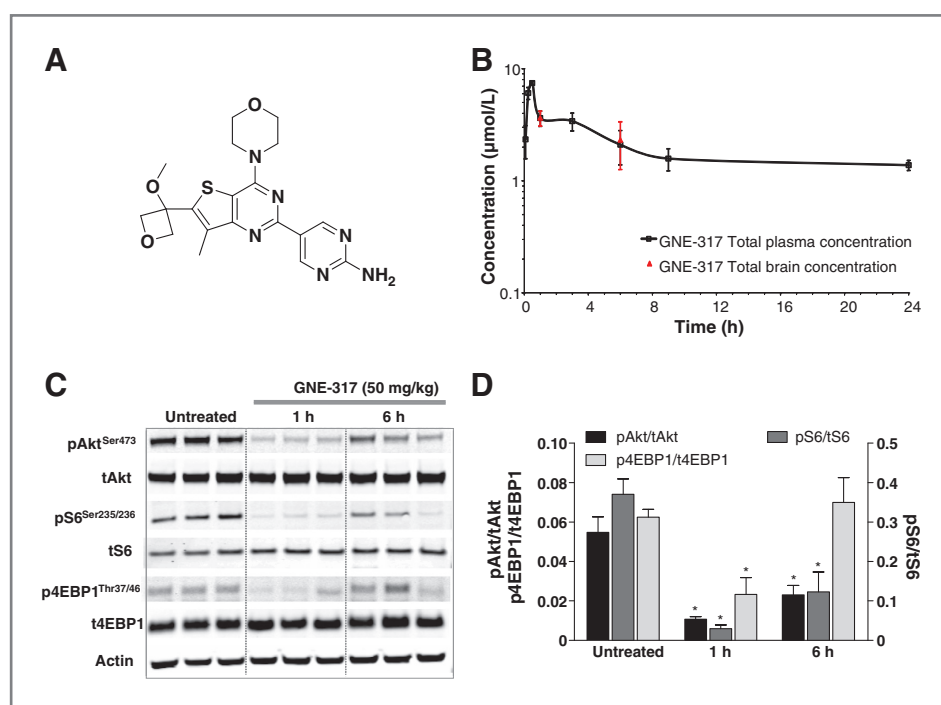 A
O
N
O
S
N
O
N
N
N
NH₂
B
Concentration (µmol/L)
10
1
0.1
GNE-317 Total plasma concentration
GNE-317 Total brain concentration
0 4 8 12 16 20 24
Time (h)
C
GNE-317 (50 mg/kg)
Untreated 1 h 6 h
pAktSer473
tAkt
pS6Ser235/236
tS6
p4EBP1Thr37/46
t4EBP1
Actin
D
pAkt/tAkt pS6/tS6
p4EBP1/t4EBP1
pAkt/tAkt
p4EBP1/t4EBP1
0.10
0.08
0.06
0.04
0.02
0
* * *
* *
0.5
0.4
0.3
0.2
0.1
0
pS6/tS6
Untreated 1 h 6 h